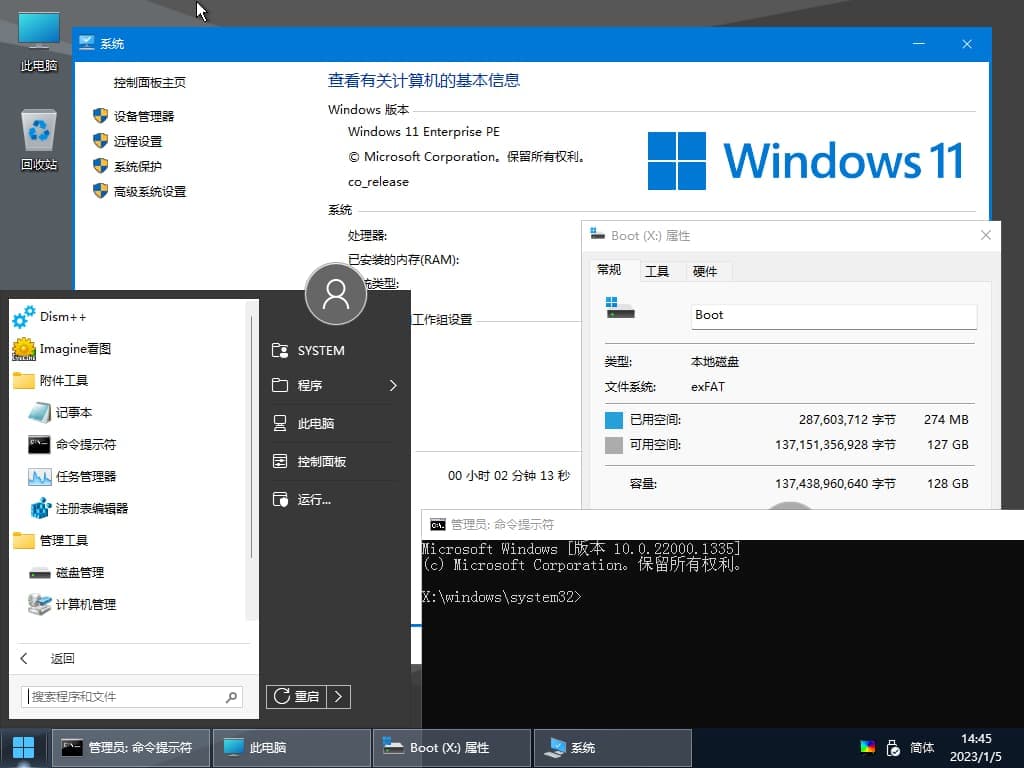 此电脑
回收站
系统
控制面板主页
设备管理器
远程设置
系统保护
高级系统设置
查看有关计算机的基本信息
Windows 版本
Windows 11 Enterprise PE
© Microsoft Corporation。保留所有权利。
co_release
Windows 11
系统
处理器:
已安装的内存(RAM):
统类型:
工作组设置
00 小时 02 分钟 13 秒
Boot (X:) 属性
常规
工具
硬件
Boot
类型:
本地磁盘
文件系统:
exFAT
已用空间:
287,603,712 字节
274 MB
可用空间:
137,151,356,928 字节
127 GB
容量:
137,438,960,640 字节
128 GB
Dism++
Imagine看图
附件工具
记事本
命令提示符
任务管理器
注册表编辑器
管理工具
磁盘管理
计算机管理
返回
搜索程序和文件
SYSTEM
程序
此电脑
控制面板
运行...
重启
管理员: 命令提示符
Microsoft Windows [版本 10.0.22000.1335]
(c) Microsoft Corporation。保留所有权利。
X:\windows\system32>
管理员: 命令提示符
此电脑
Boot (X:) 属性
系统
简体
14:45
2023/1/5